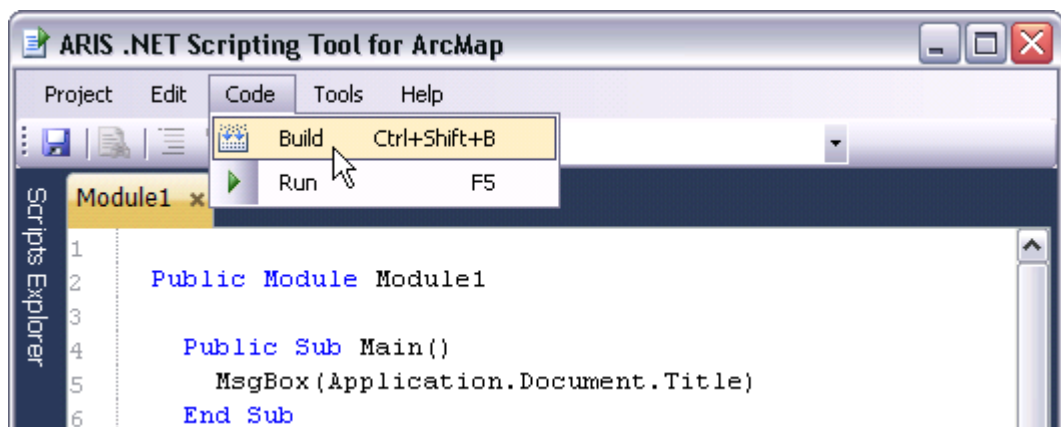 ARIS .NET Scripting Tool for ArcMap
Project Edit Code Tools Help
Build Ctrl+Shift+B
Run F5
Scripts Explorer
Module1 x
1
2 Public Module Module1
3
4 Public Sub Main()
5 MsgBox(Application.Document.Title)
6 End Sub